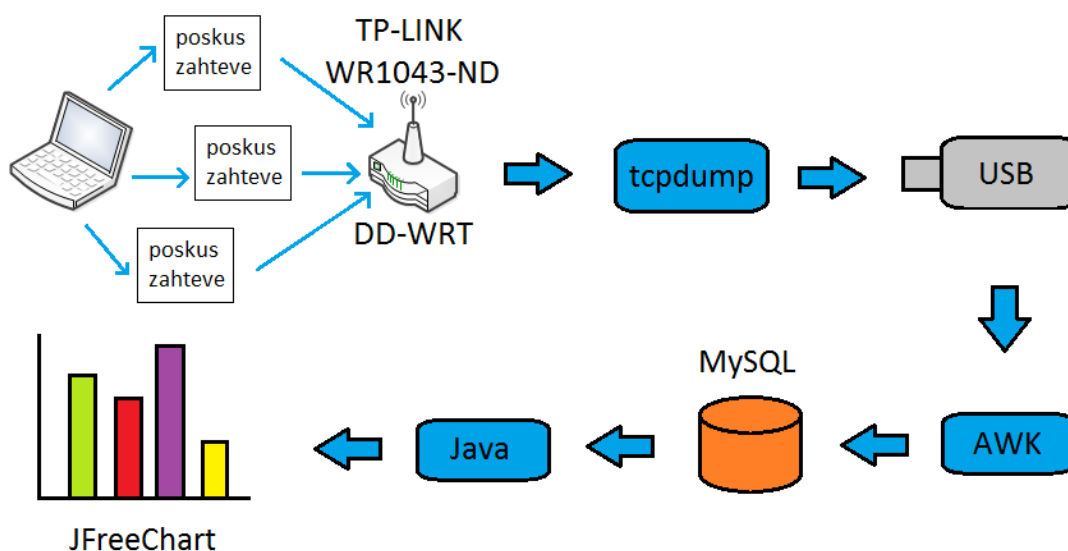 poskus
zahteve
TP-LINK
WR1043-ND
poskus
zahteve
poskus
zahteve
DD-WRT
tcpdump
USB
MySQL
AWK
Java
JFreeChart